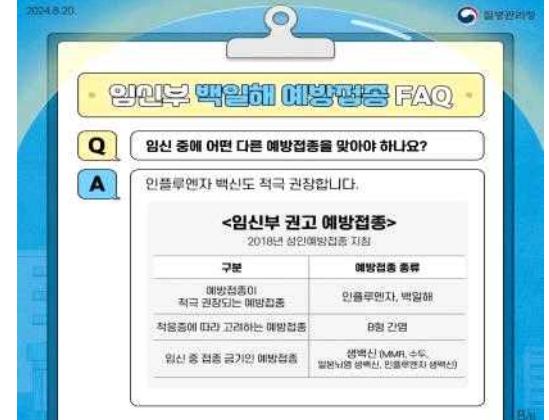 2024.8.20.
질병관리청
임신부 백일해 예방접종 FAQ
Q
임신 중에 어떤 다른 예방접종을 맞아야 하나요?
A
인플루엔자 백신도 적극 권장합니다.
<임신부 권고 예방접종>
2018년 성인예방접종 지침
구분
예방접종 종류
예방접종이
적극 권장되는 예방접종
인플루엔자, 백일해
적응증에 따라 고려하는 예방접종
B형 간염
임신 중 접종 금기인 예방접종
생백신 (MMR, 수두,
일본뇌염 생백신, 인플루엔자 생백신)